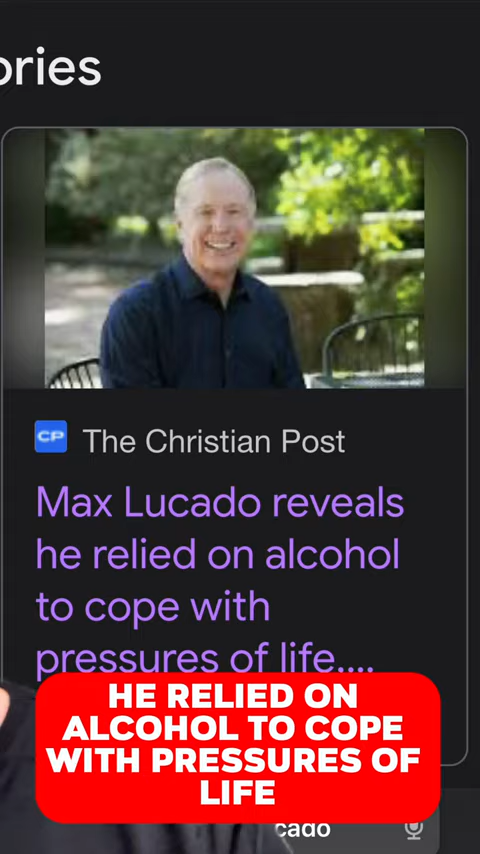 ories
CP The Christian Post
Max Lucado reveals
he relied on alcohol
to cope with
pressures of life....
HE RELIED ON
ALCOHOL TO COPE
WITH PRESSURES OF
LIFE
cado